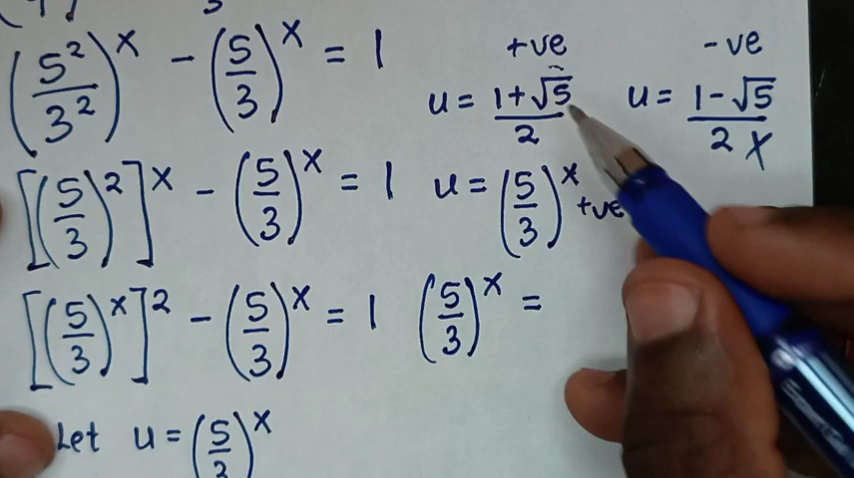 (5²/3²)^x - (5/3)^x = 1
[(5/3)²]^x - (5/3)^x = 1
[(5/3)^x]² - (5/3)^x = 1
Let u = (5/3)^x
+ve
u = (1+√5)/2
-ve
u = (1-√5)/2 x
u = (5/3)^x +ve
(5/3)^x =